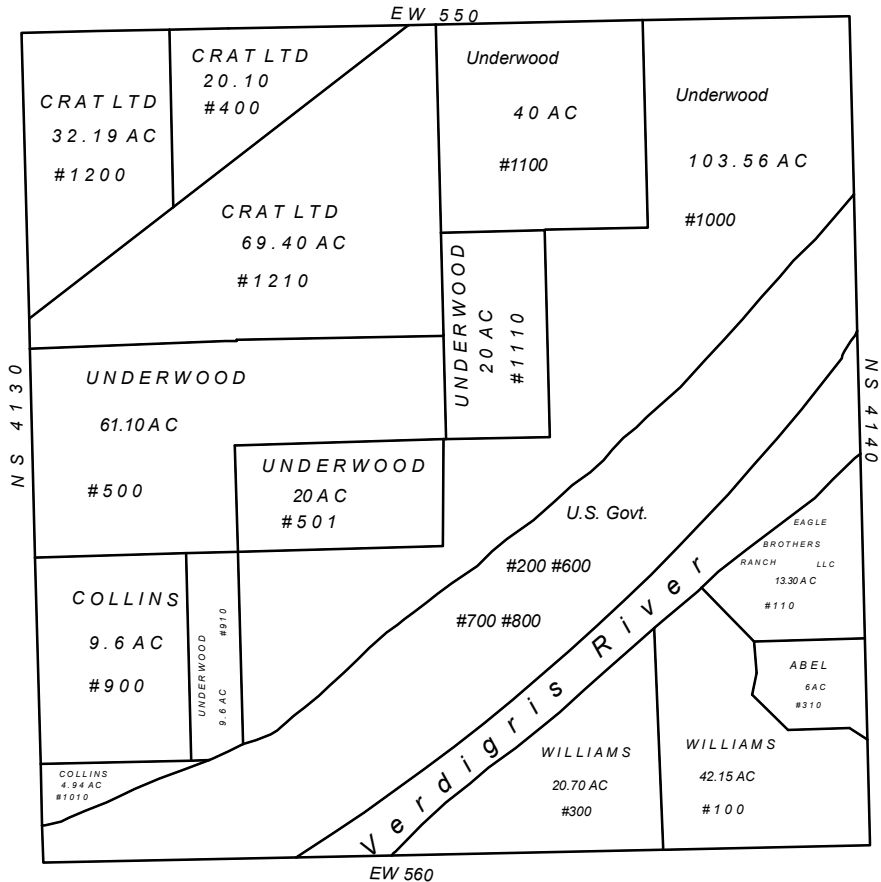 EW 550
CRAT LTD
32.19 AC
#1200
CRAT LTD
20.10
#400
Underwood
40 AC
#1100
Underwood
103.56 AC
#1000
CRAT LTD
69.40 AC
#1210
UNDERWOOD
20 AC
#1110
NS 4130
NS 4140
UNDERWOOD
61.10 AC
#500
UNDERWOOD
20 AC
#501
U.S. Govt.
#200 #600
#700 #800
EAGLE
BROTHERS
RANCH LLC
13.30 AC
#110
COLLINS
9.6 AC
#900
UNDERWOOD
9.6 AC #910
Verdigris River
ABEL
6AC
#310
COLLINS
4.94 AC
#1010
WILLIAMS
20.70 AC
#300
WILLIAMS
42.15 AC
#100
EW 560